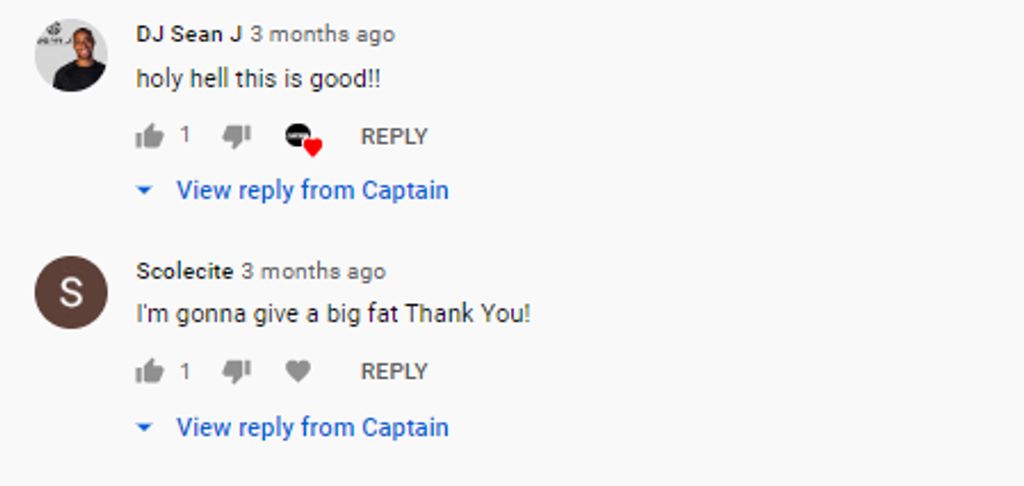 DJ Sean J 3 months ago
holy hell this is good!!
1 REPLY
View reply from Captain
S
Scolecite 3 months ago
I'm gonna give a big fat Thank You!
1 REPLY
View reply from Captain